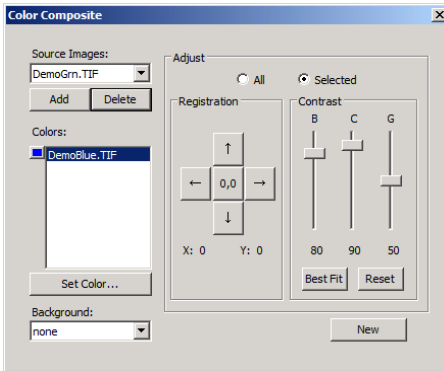 Color Composite
Source Images:
DemoGrn.TIF
Add Delete
Colors:
DemoBlue.TIF
Set Color...
Background:
none
Adjust
All Selected
Registration
↑
← 0,0 →
↓
X: 0 Y: 0
Contrast
B C G
80 90 50
Best Fit Reset
New